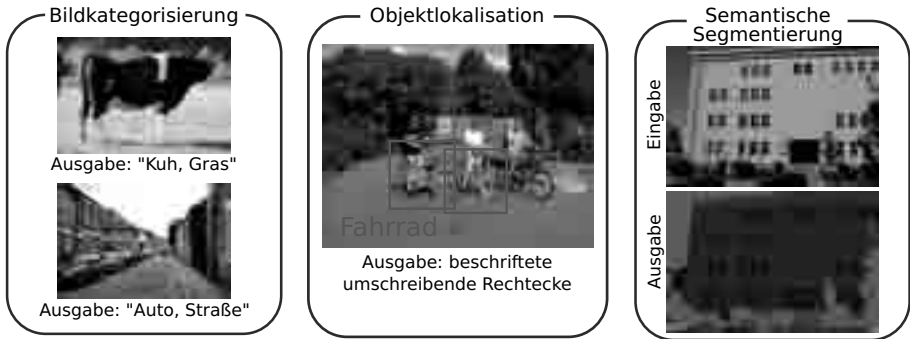 Bildkategorisierung
Ausgabe: "Kuh, Gras"
Ausgabe: "Auto, Straße"
Objektlokalisation
Fahrrad
Ausgabe: beschriftete
umschreibende Rechtecke
Semantische
Segmentierung
Eingabe
Ausgabe